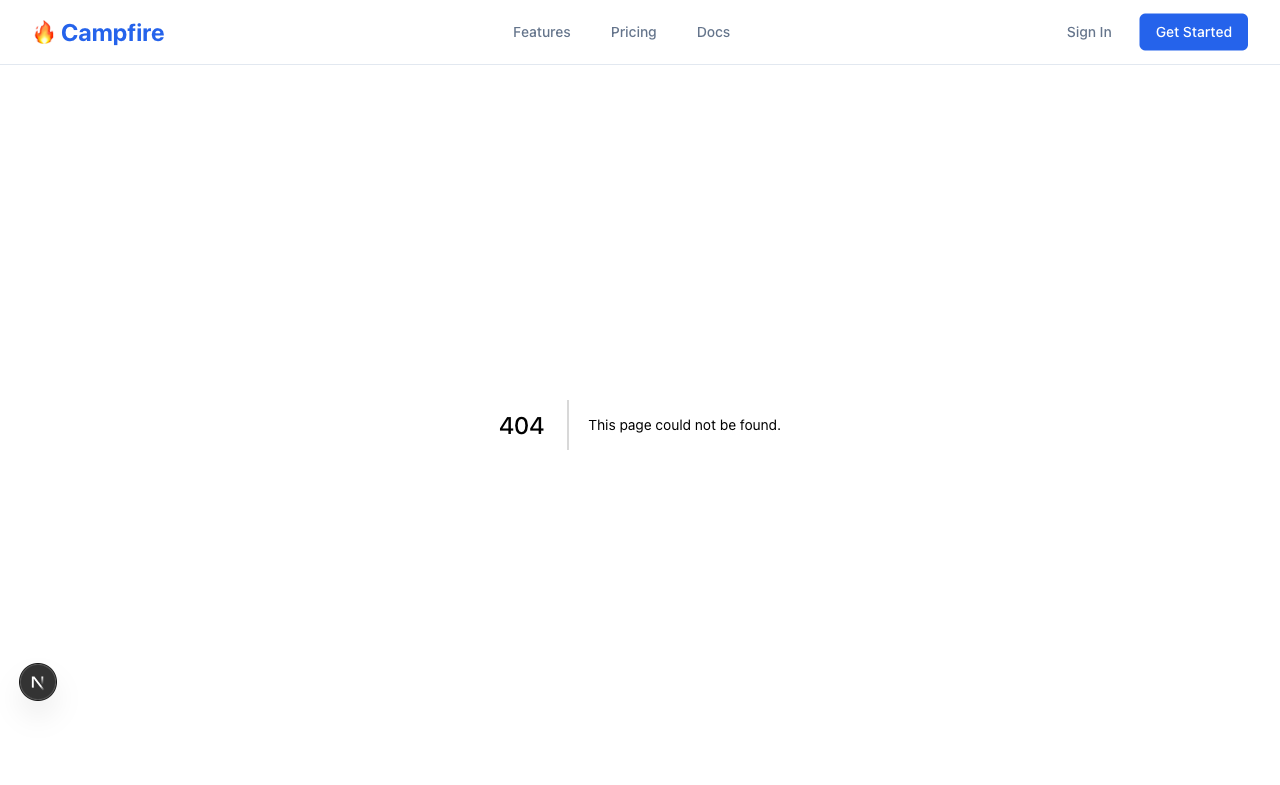 🔥 Campfire
Features
Pricing
Docs
Sign In
Get Started
404
This page could not be found.
N